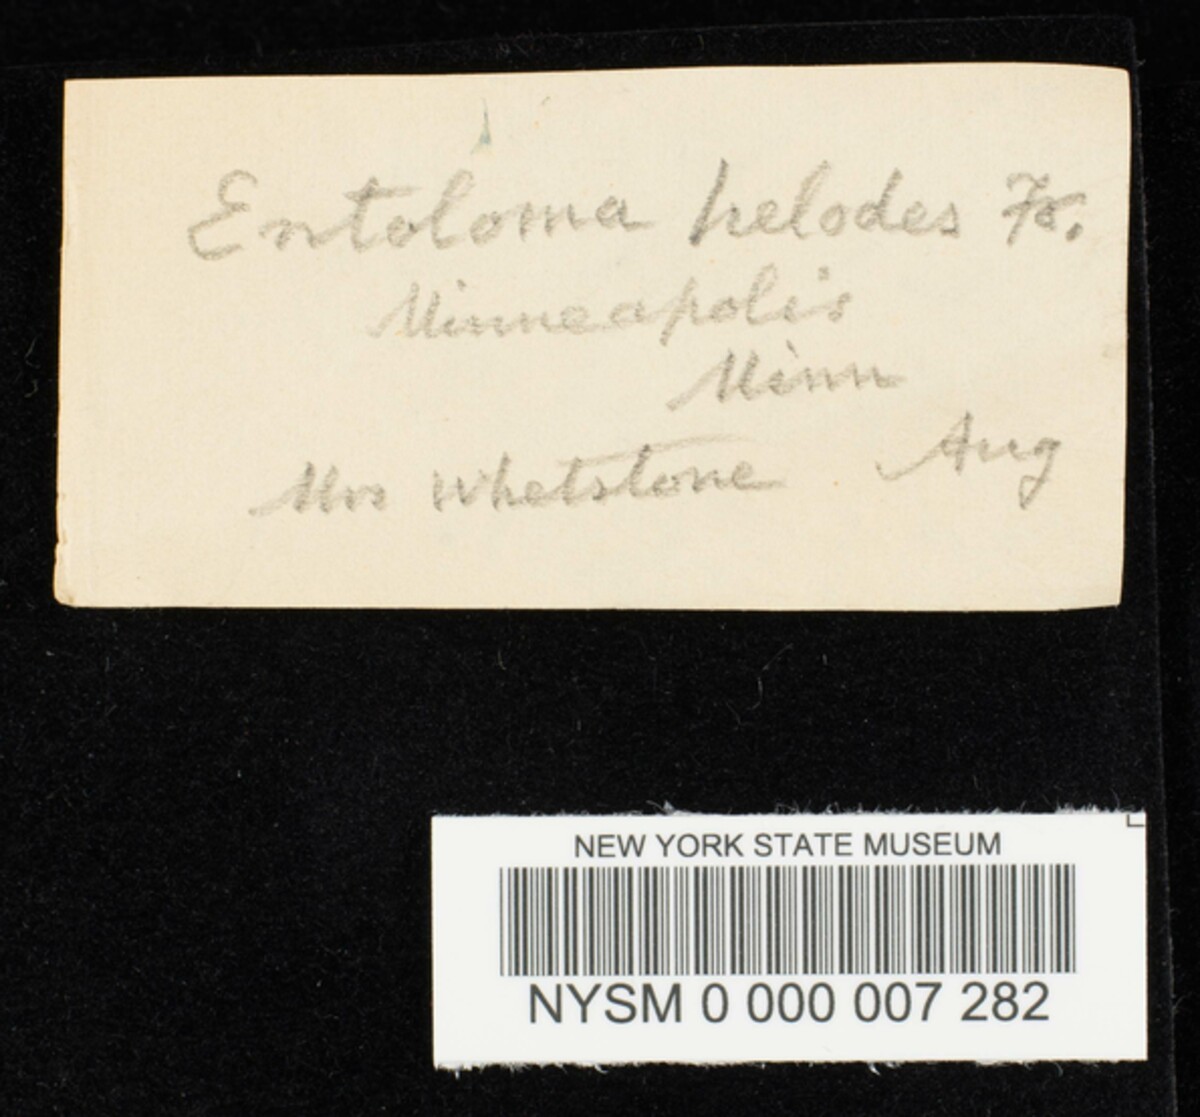 Entoloma helodes Fr.
Minneapolis
Minn
Mrs Whetstone Aug
NEW YORK STATE MUSEUM
NYSM 0 000 007 282